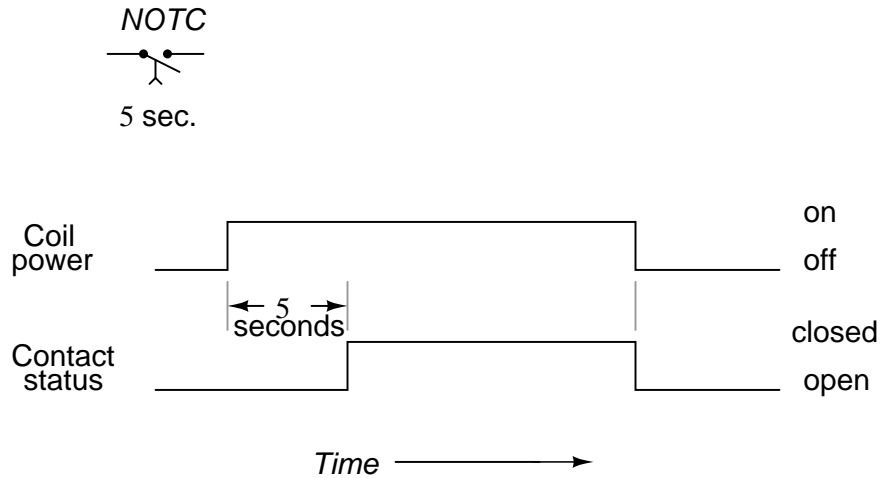 NOTC
5 sec.
on
Coil
power
off
5
seconds
closed
Contact
status
open
Time